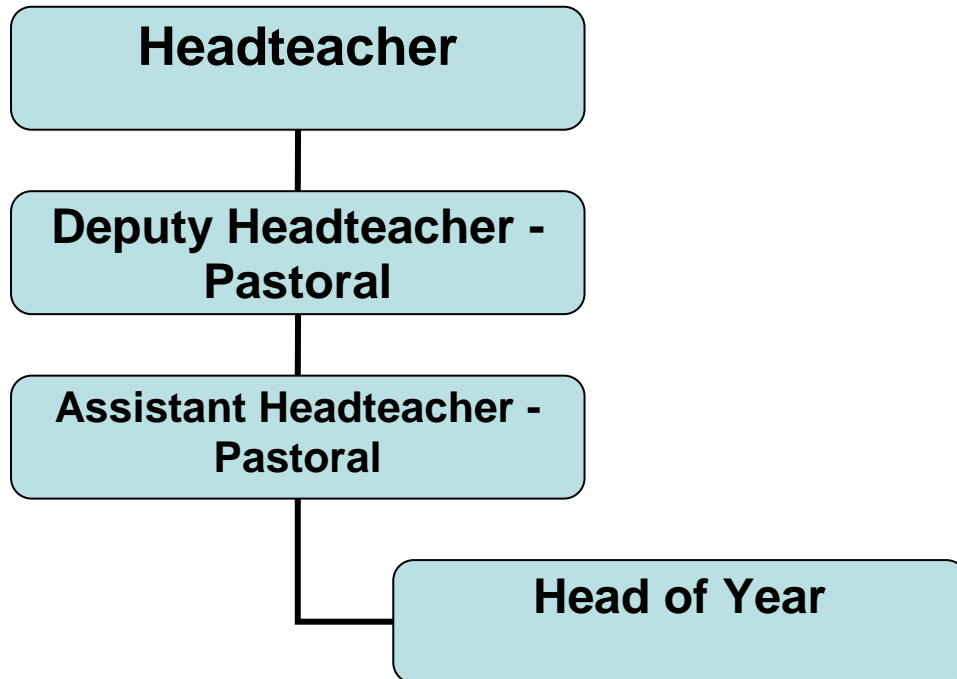 Headteacher
Deputy Headteacher -
Pastoral
Assistant Headteacher -
Pastoral
Head of Year